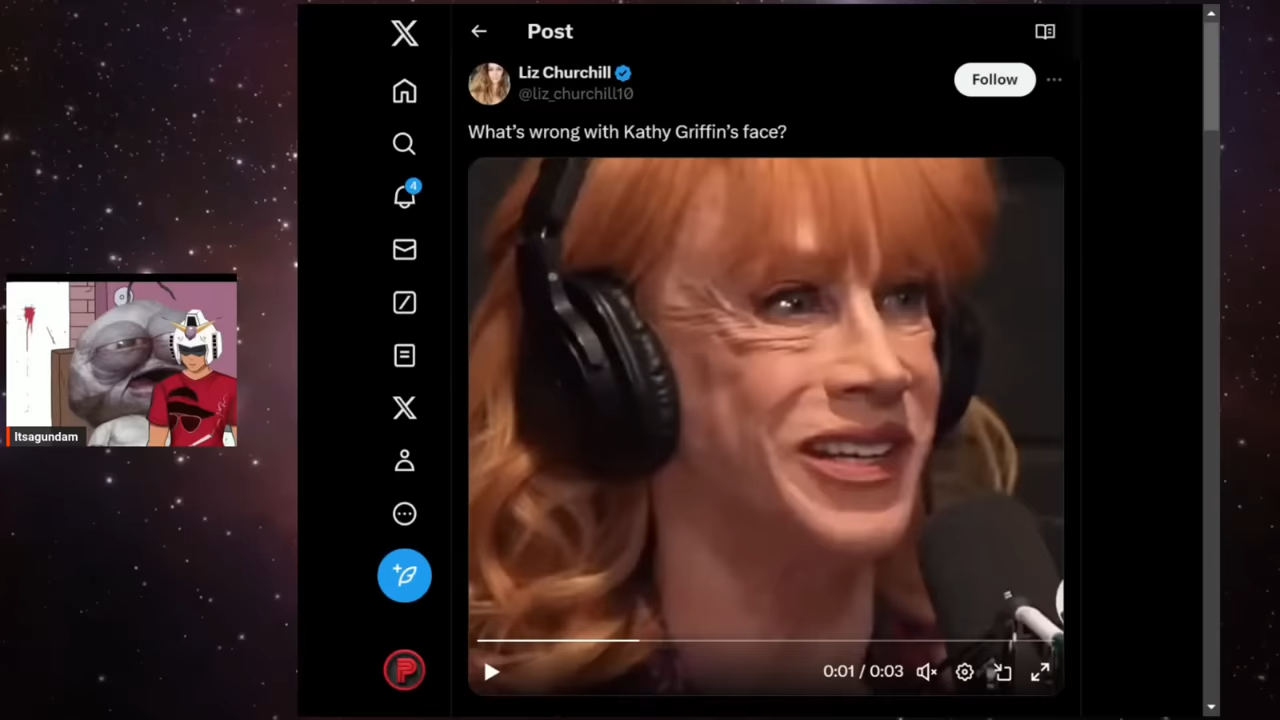 Post
Liz Churchill
@liz_churchill10
Follow
What's wrong with Kathy Griffin's face?
4
Itsagundam
0:01 / 0:03